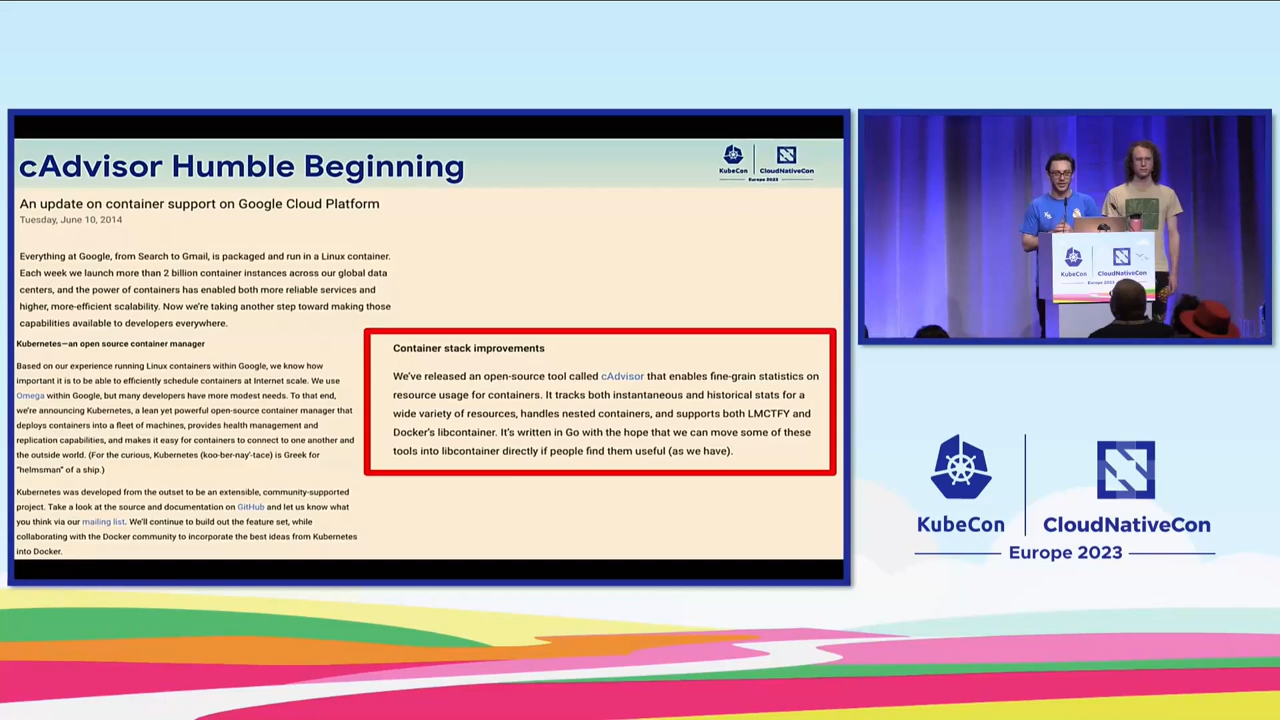 cAdvisor Humble Beginning
KubeCon
CloudNativeCon
Europe 2023
An update on container support on Google Cloud Platform
Tuesday, June 10, 2014
Everything at Google, from Search to Gmail, is packaged and run in a Linux container.
Each week we launch more than 2 billion container instances across our global data
centers, and the power of containers has enabled both more reliable services and
higher, more-efficient scalability. Now we're taking another step toward making those
capabilities available to developers everywhere.
Kubernetes—an open source container manager
Based on our experience running Linux containers within Google, we know how
important it is to be able to efficiently schedule containers at Internet scale. We use
Omega within Google, but many developers have more modest needs. To that end,
we're announcing Kubernetes, a lean yet powerful open-source container manager that
deploys containers into a fleet of machines, provides health management and
replication capabilities, and makes it easy for containers to connect to one another and
the outside world. (For the curious, Kubernetes (koo-ber-nay'-tace) is Greek for
"helmsman" of a ship.)
Kubernetes was developed from the outset to be an extensible, community-supported
project. Take a look at the source and documentation on GitHub and let us know what
you think via our mailing list. We'll continue to build out the feature set, while
collaborating with the Docker community to incorporate the best ideas from Kubernetes
into Docker.
Container stack improvements
We've released an open-source tool called cAdvisor that enables fine-grain statistics on
resource usage for containers. It tracks both instantaneous and historical stats for a
wide variety of resources, handles nested containers, and supports both LMCTFY and
Docker's libcontainer. It's written in Go with the hope that we can move some of these
tools into libcontainer directly if people find them useful (as we have).
KubeCon
CloudNativeCon
Europe 2023
KubeCon
CloudNativeCon
Europe 2023